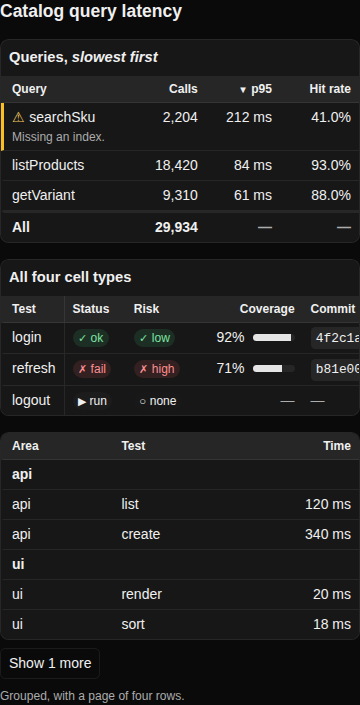 Catalog query latency
Queries, slowest first
Query Calls ▼ p95 Hit rate
⚠ searchSku 2,204 212 ms 41.0%
Missing an index.
listProducts 18,420 84 ms 93.0%
getVariant 9,310 61 ms 88.0%
All 29,934 — —
All four cell types
Test Status Risk Coverage Commit
login ✓ ok ✓ low 92% 4f2c1a
refresh ✗ fail ✗ high 71% b81e00
logout ▶ run ○ none — —
Area Test Time
api
api list 120 ms
api create 340 ms
ui
ui render 20 ms
ui sort 18 ms
Show 1 more
Grouped, with a page of four rows.